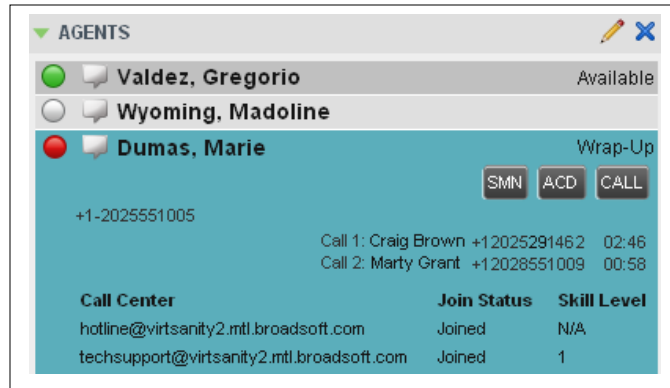 AGENTS
Valdez, Gregorio Available
Wyoming, Madoline
Dumas, Marie Wrap-Up
SMN ACD CALL
+1-2025551005
Call 1: Craig Brown +12025291462 02:46
Call 2: Marty Grant +12028551009 00:58
Call Center Join Status Skill Level
hotline@virtsanity2.mtl.broadsoft.com Joined N/A
techsupport@virtsanity2.mtl.broadsoft.com Joined 1